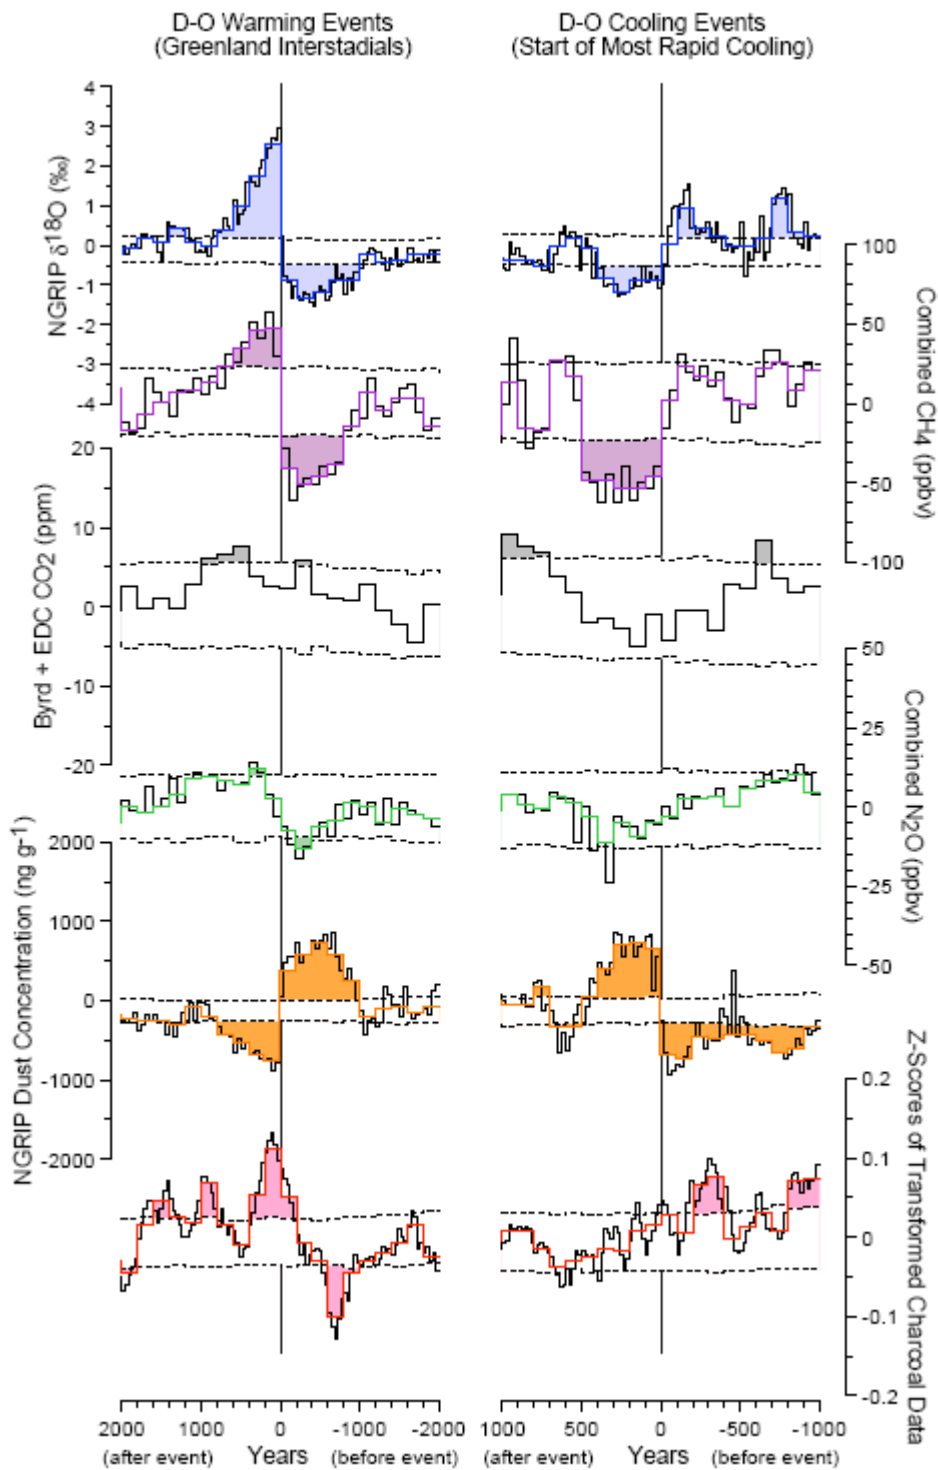 D-O Warming Events
(Greenland Interstadials)
D-O Cooling Events
(Start of Most Rapid Cooling)
NGRIP δ18O (‰)
4
3
2
1
0
-1
-2
-3
-4
Combined CH4 (ppbv)
100
50
0
-50
-100
Byrd + EDC CO2 (ppm)
20
10
0
-10
-20
Combined N2O (ppbv)
50
25
0
-25
-50
NGRIP Dust Concentration (ng g-1)
2000
1000
0
-1000
-2000
Z-Scores of Transformed Charcoal Data
0.2
0.1
0
-0.1
-0.2
2000 1000 0 -1000 -2000
(after event) Years (before event)
1000 500 0 -500 -1000
(after event) Years (before event)